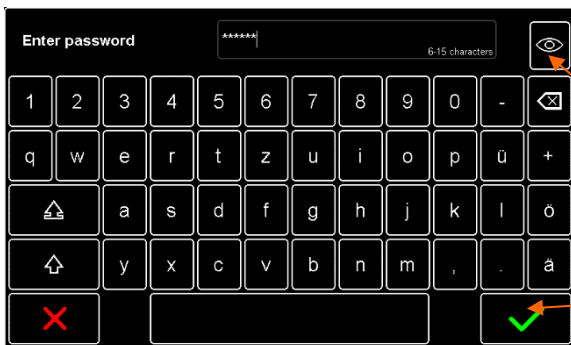 Enter password ******
6-15 characters
1 2 3 4 5 6 7 8 9 0 -
q w e r t z u i o p ü +
a s d f g h j k l ö
y x c v b n m , . ä